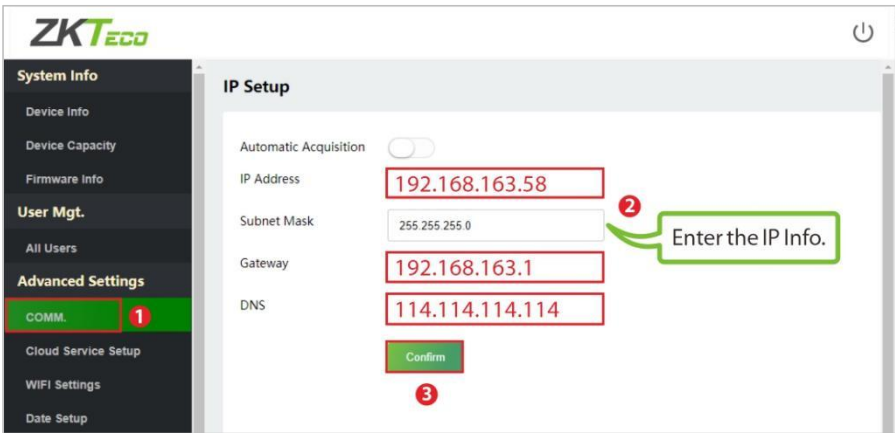 ZKTeco
System Info
Device Info
Device Capacity
Firmware Info
User Mgt.
All Users
Advanced Settings
COMM.
1
Cloud Service Setup
WIFI Settings
Date Setup
IP Setup
Automatic Acquisition
IP Address 192.168.163.58
2
Subnet Mask 255.255.255.0
Enter the IP Info.
Gateway 192.168.163.1
DNS 114.114.114.114
Confirm
3